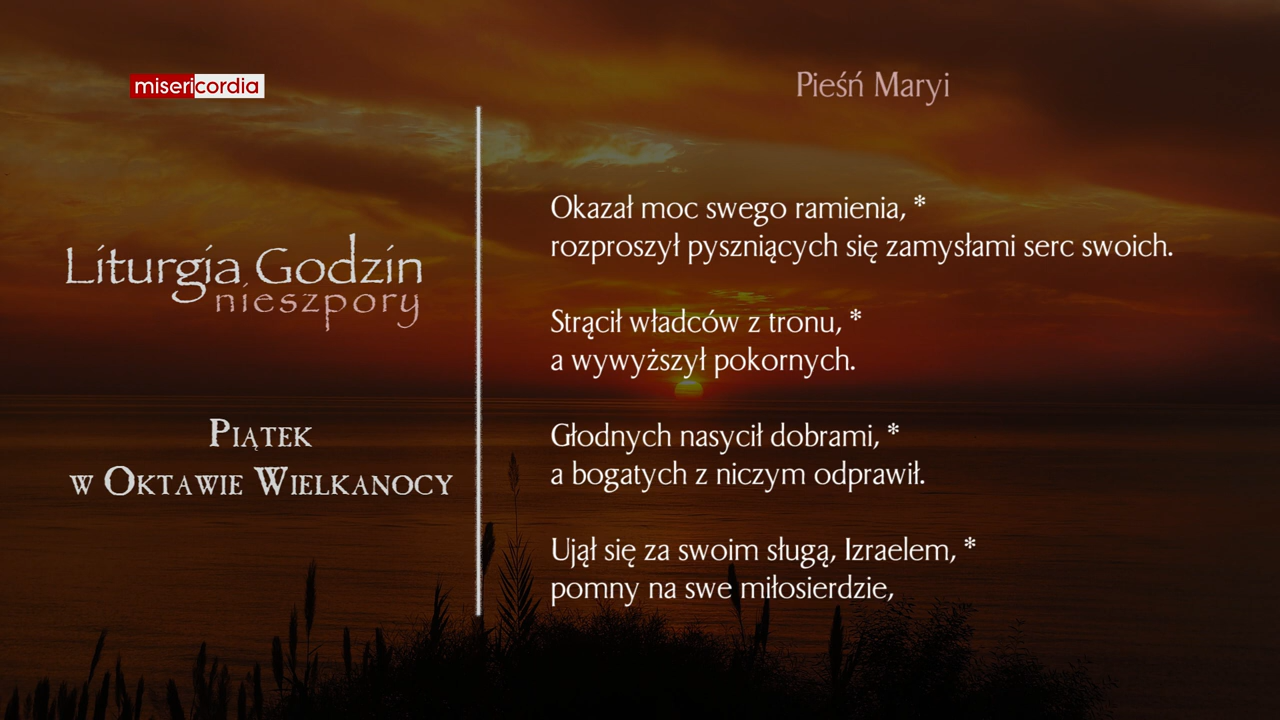 misericordia
Liturgia Godzin
nieszpory
Piątek
w Oktawie Wielkanocy
Pieśń Maryi
Okazał moc swego ramienia, *
rozproszył pyszniących się zamysłami serc swoich.
Strącił władców z tronu, *
a wywyższył pokornych.
Głodnych nasycił dobrami, *
a bogatych z niczym odprawił.
Ujął się za swoim sługą, Izraelem, *
pomny na swe miłosierdzie,